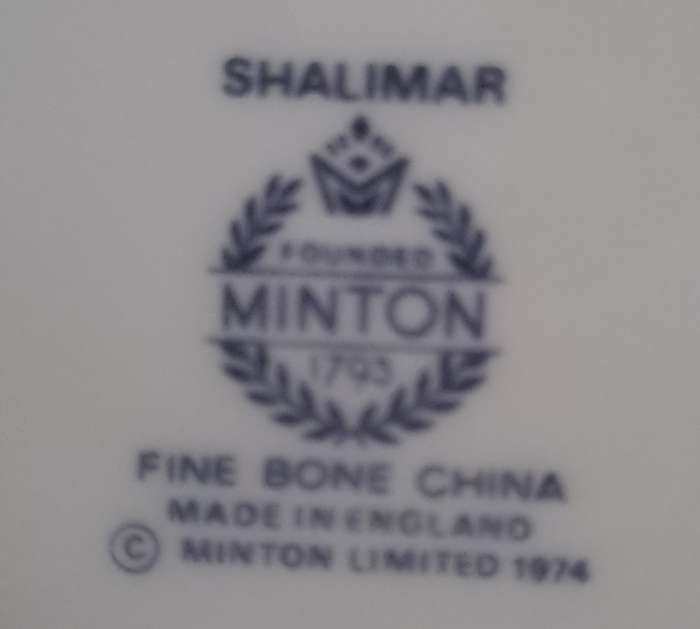 SHALIMAR
FOUNDED
MINTON
1793
FINE BONE CHINA
MADE IN ENGLAND
© MINTON LIMITED 1974